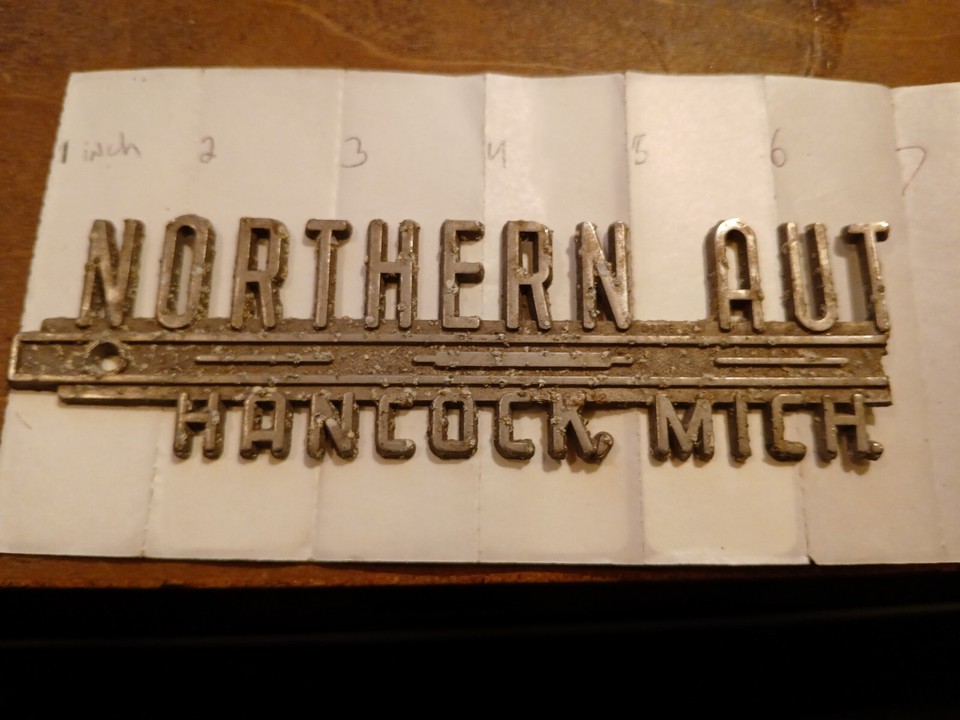 1 inch 2 3 4 5 6 7
NORTHERN AUT
HANCOCK, MICH.